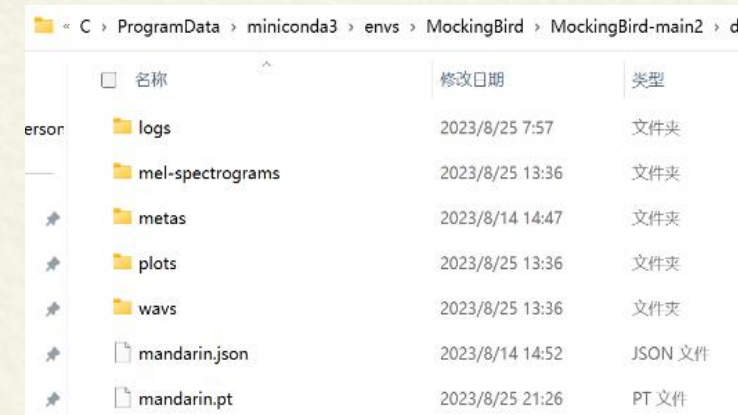 « C › ProgramData › miniconda3 › envs › MockingBird › MockingBird-main2 › d
名称 修改日期 类型
erson
logs 2023/8/25 7:57 文件夹
mel-spectrograms 2023/8/25 13:36 文件夹
metas 2023/8/14 14:47 文件夹
plots 2023/8/25 13:36 文件夹
wavs 2023/8/25 13:36 文件夹
mandarin.json 2023/8/14 14:52 JSON 文件
mandarin.pt 2023/8/25 21:26 PT 文件